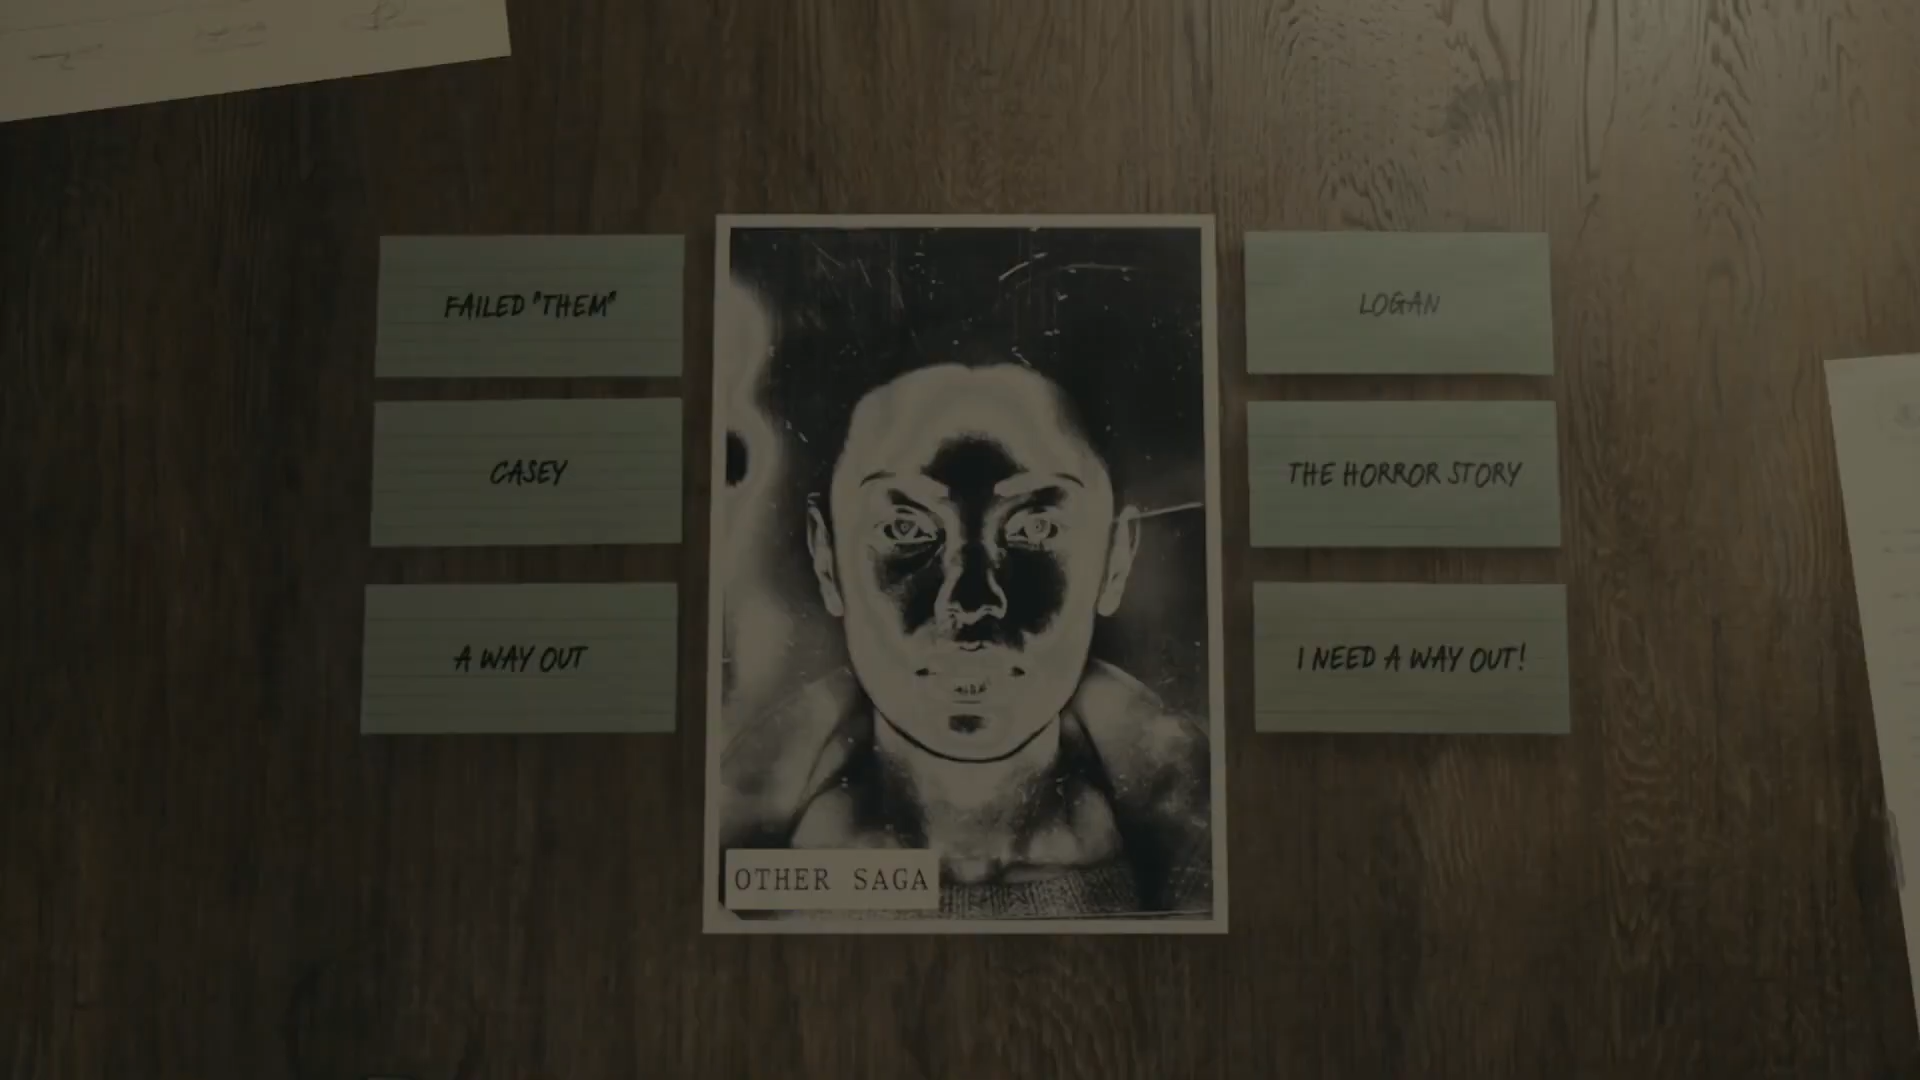 FAILED "THEM"
CASEY
A WAY OUT
OTHER SAGA
LOGAN
THE HORROR STORY
I NEED A WAY OUT!